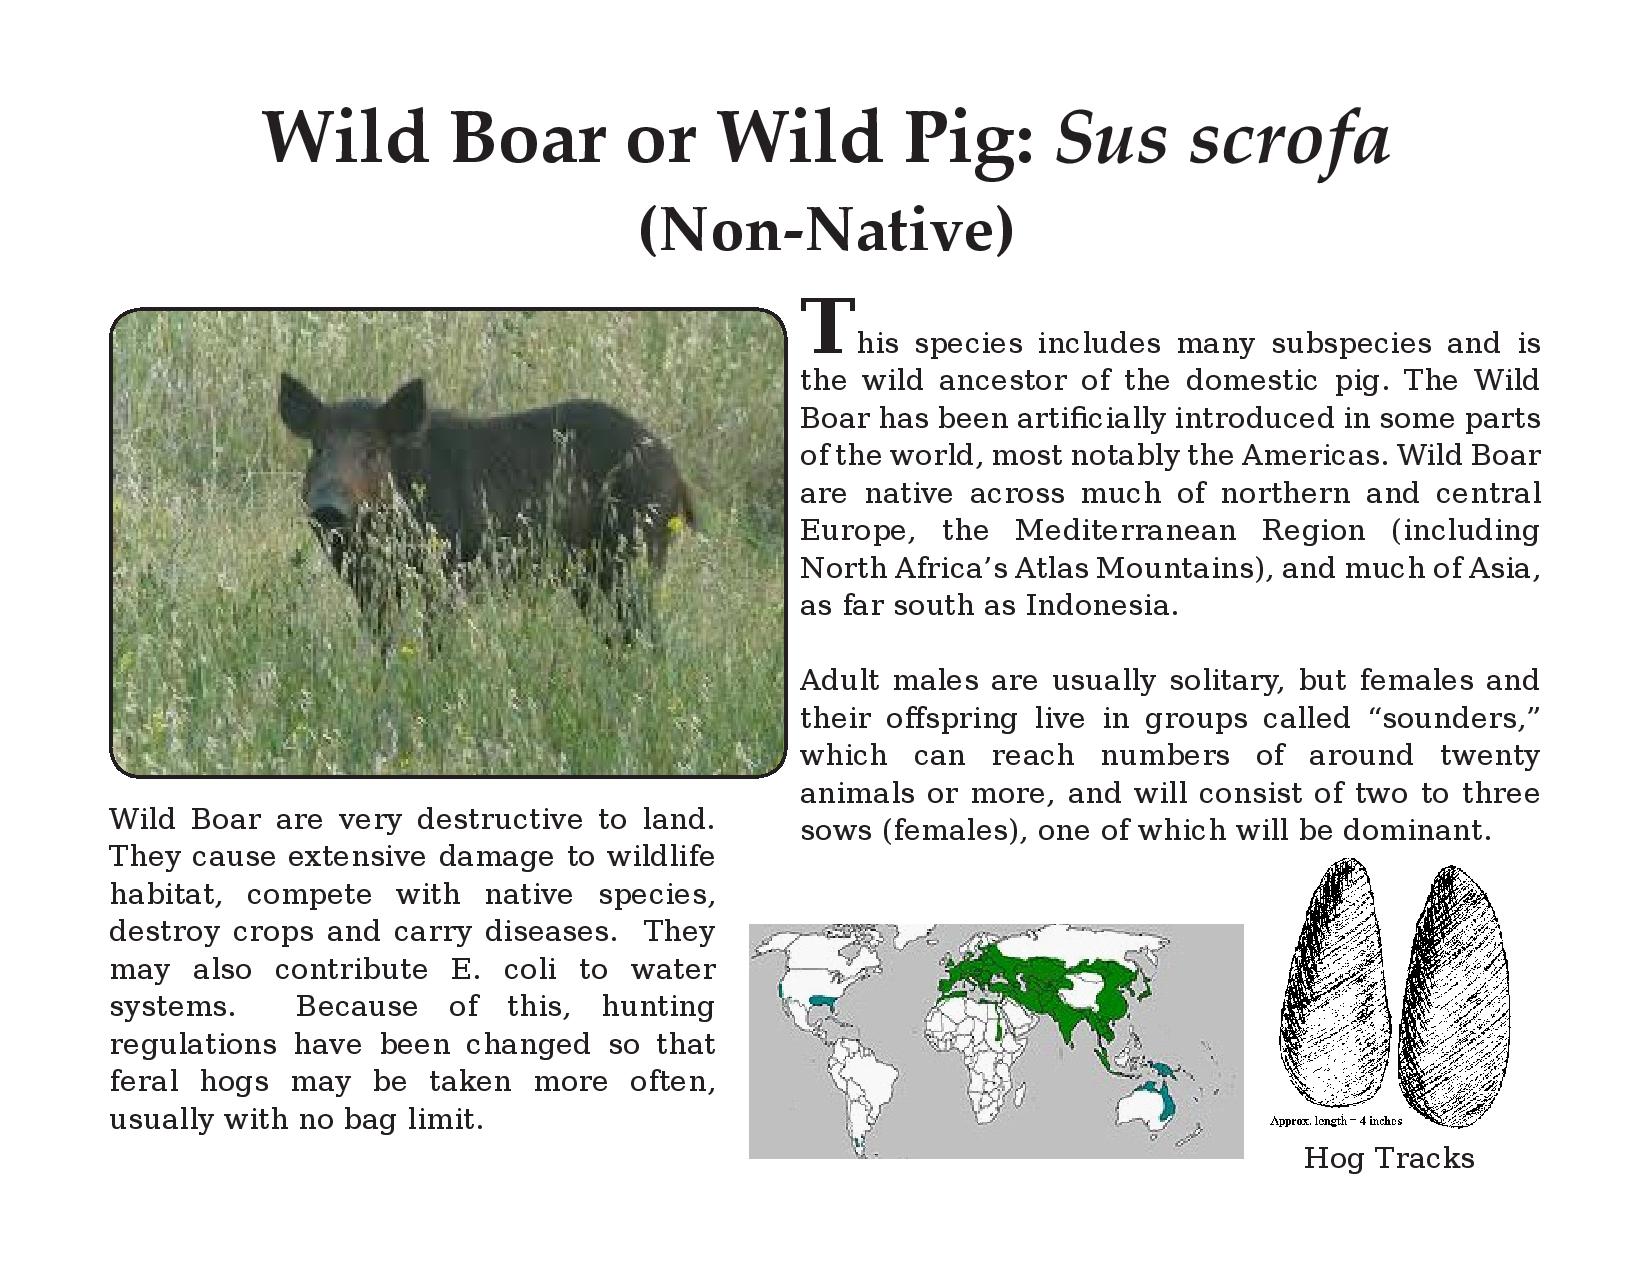 Wild Boar or Wild Pig: Sus scrofa
(Non-Native)
This species includes many subspecies and is
the wild ancestor of the domestic pig. The Wild
Boar has been artificially introduced in some parts
of the world, most notably the Americas. Wild Boar
are native across much of northern and central
Europe, the Mediterranean Region (including
North Africa’s Atlas Mountains), and much of Asia,
as far south as Indonesia.
Adult males are usually solitary, but females and
their offspring live in groups called “sounders,”
which can reach numbers of around twenty
animals or more, and will consist of two to three
sows (females), one of which will be dominant.
Wild Boar are very destructive to land.
They cause extensive damage to wildlife
habitat, compete with native species,
destroy crops and carry diseases. They
may also contribute E. coli to water
systems. Because of this, hunting
regulations have been changed so that
feral hogs may be taken more often,
usually with no bag limit.
Approx. length - 4 inches
Hog Tracks